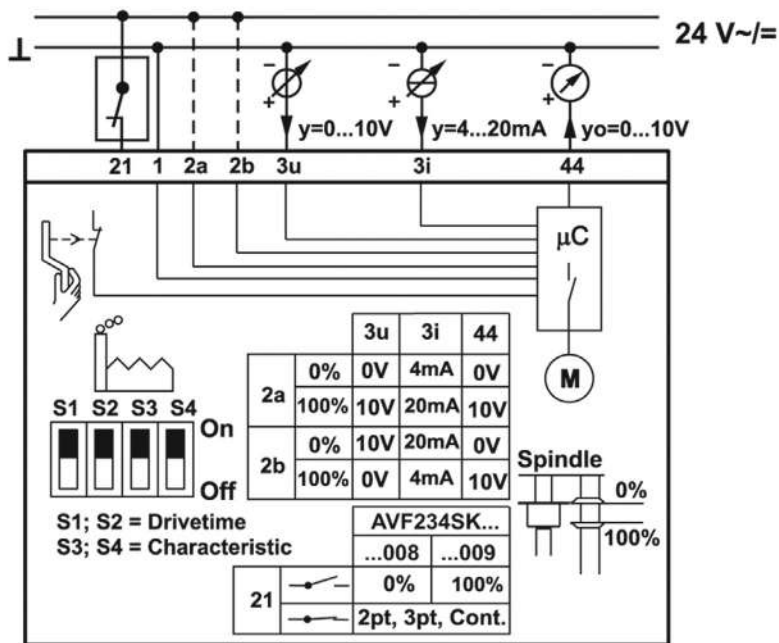 24 V~/=
⊥
−
−
−
+
+
+
y=0...10V
y=4...20mA
yo=0...10V
21 1 2a 2b 3u 3i 44
µC
M
3u 3i 44
2a 0% 0V 4mA 0V
100% 10V 20mA 10V
2b 0% 10V 20mA 0V
100% 0V 4mA 10V
S1 S2 S3 S4
On
Off
S1; S2 = Drivetime
S3; S4 = Characteristic
Spindle
0%
100%
AVF234SK...
...008 ...009
21 0% 100%
2pt, 3pt, Cont.